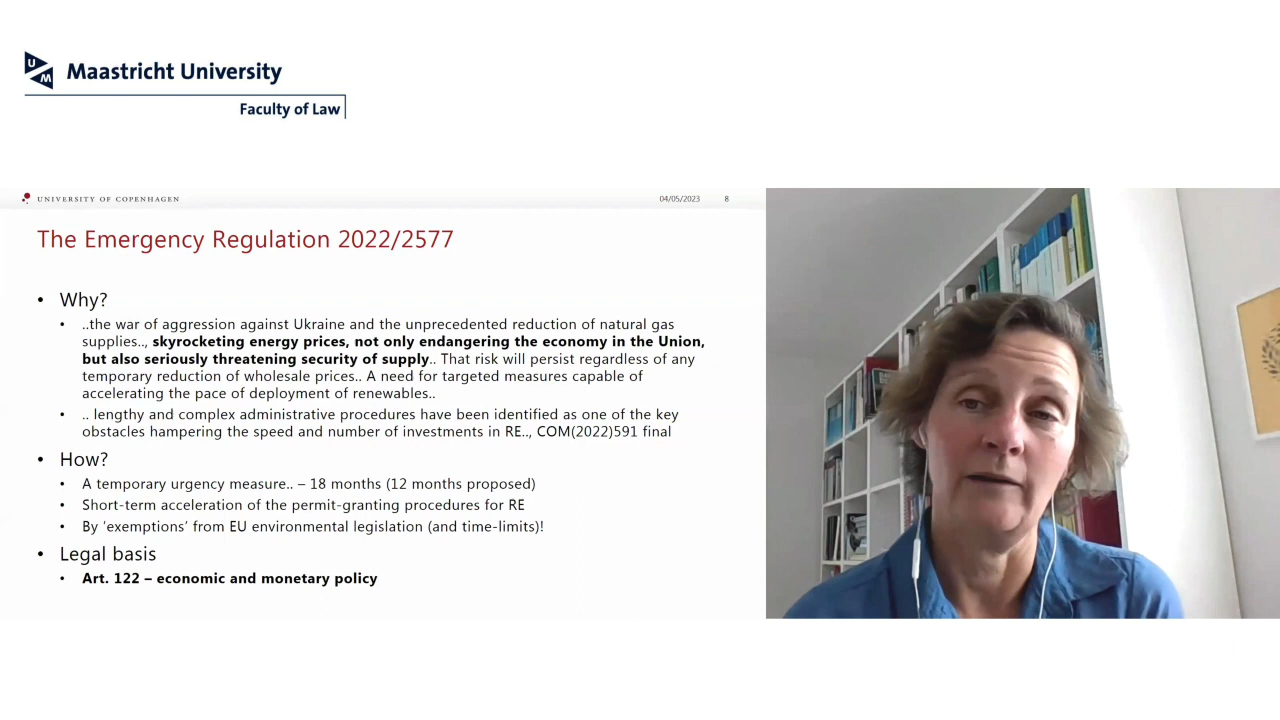 U
M
Maastricht University
Faculty of Law
UNIVERSITY OF COPENHAGEN
04/05/2023 8
The Emergency Regulation 2022/2577
• Why?
• ..the war of aggression against Ukraine and the unprecedented reduction of natural gas
supplies.., skyrocketing energy prices, not only endangering the economy in the Union,
but also seriously threatening security of supply.. That risk will persist regardless of any
temporary reduction of wholesale prices.. A need for targeted measures capable of
accelerating the pace of deployment of renewables..
• .. lengthy and complex administrative procedures have been identified as one of the key
obstacles hampering the speed and number of investments in RE.., COM(2022)591 final
• How?
• A temporary urgency measure.. – 18 months (12 months proposed)
• Short-term acceleration of the permit-granting procedures for RE
• By ‘exemptions’ from EU environmental legislation (and time-limits)!
• Legal basis
• Art. 122 – economic and monetary policy